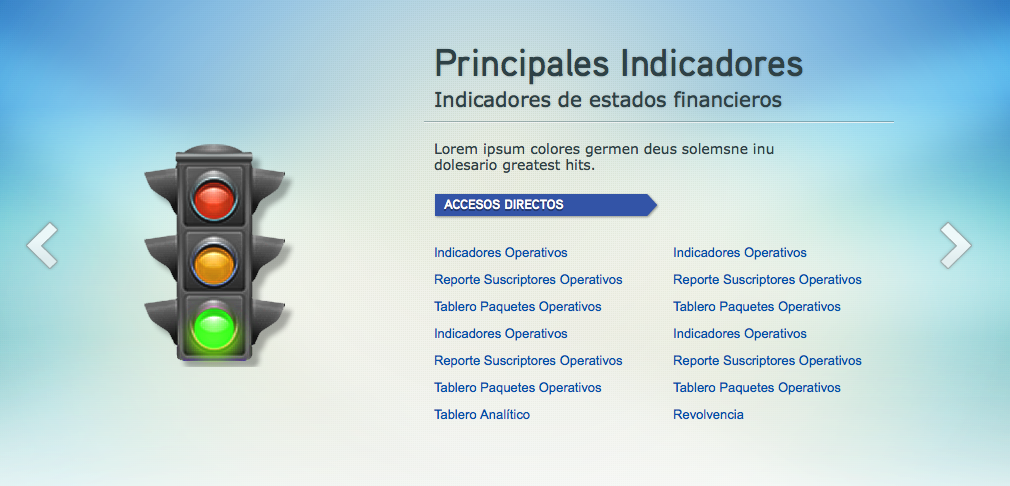 Principales Indicadores
Indicadores de estados financieros
Lorem ipsum colores germen deus solemsne inu
dolesario greatest hits.
ACCESOS DIRECTOS
Indicadores Operativos
Reporte Suscriptores Operativos
Tablero Paquetes Operativos
Indicadores Operativos
Reporte Suscriptores Operativos
Tablero Paquetes Operativos
Tablero Analítico
Indicadores Operativos
Reporte Suscriptores Operativos
Tablero Paquetes Operativos
Indicadores Operativos
Reporte Suscriptores Operativos
Tablero Paquetes Operativos
Revolvencia